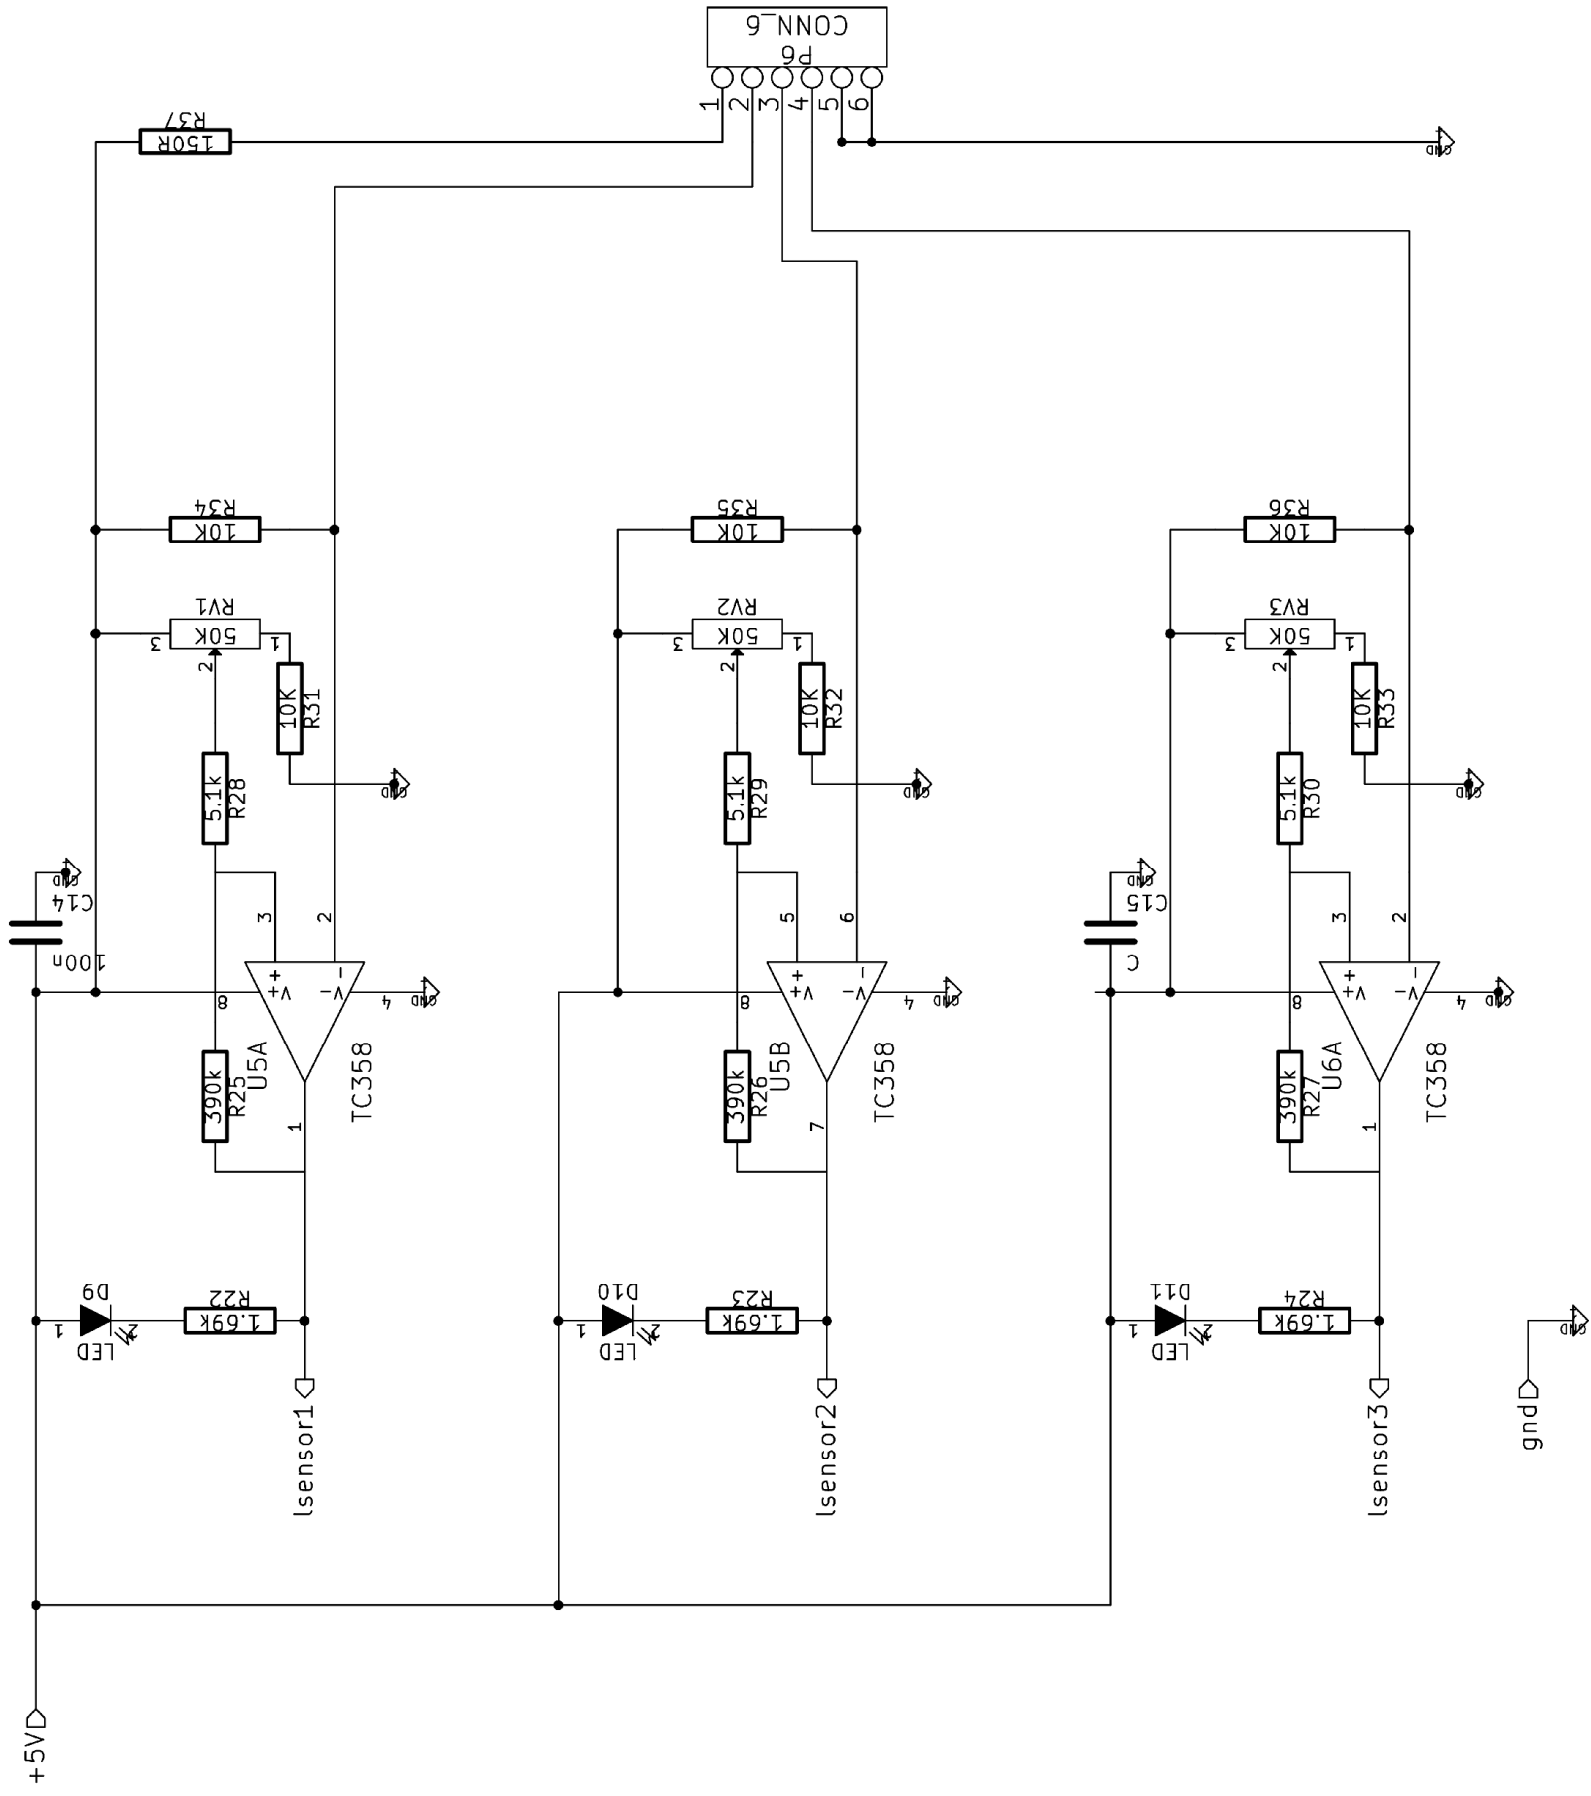 CONN_6
P6
1
2
3
4
5
6
R37
150R
GND
R34
10K
R35
10K
R36
10K
RV1
50K
3
1
2
RV2
50K
3
1
2
RV3
50K
3
1
2
10K
R31
10K
R32
10K
R33
5.1k
R28
GND
5.1k
R29
GND
5.1k
R30
GND
GND
C14
100n
GND
C15
C
3
2
+
-
V+
V-
8
4
GND
5
6
+
-
V+
V-
8
4
GND
3
2
+
-
V+
V-
8
4
GND
390k
R25
U5A
TC358
1
390k
R26
U5B
TC358
7
390k
R27
U6A
TC358
1
D9
1
2
LED
R22
1.69k
D10
1
2
LED
R23
1.69k
D11
1
2
LED
R24
1.69k
GND
lsensor1
lsensor2
lsensor3
gnd
+5V